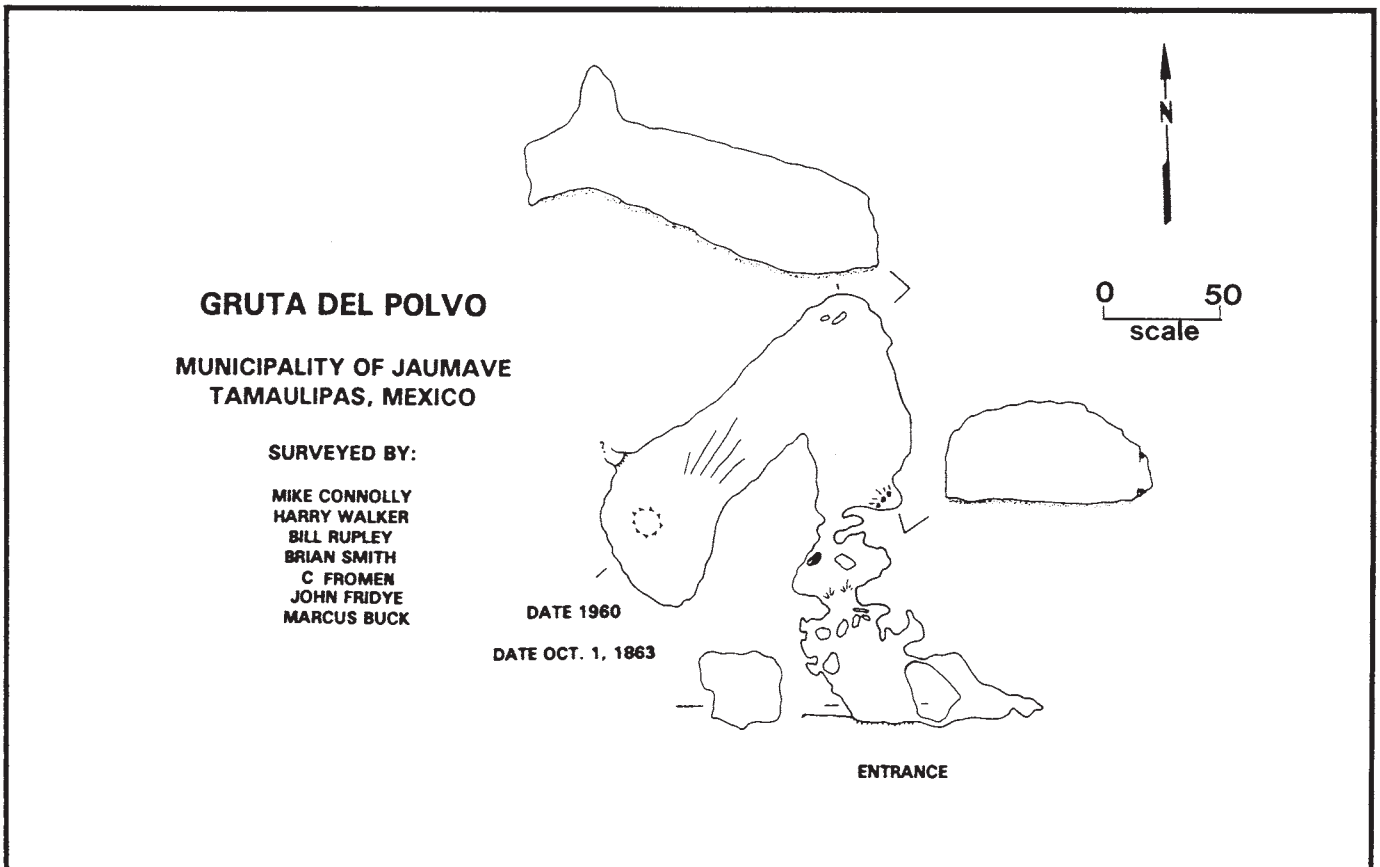 GRUTA DEL POLVO
MUNICIPALITY OF JAUMAVE
TAMAULIPAS, MEXICO
SURVEYED BY:
MIKE CONNOLLY
HARRY WALKER
BILL RUPLEY
BRIAN SMITH
C FROMEN
JOHN FRIDYE
MARCUS BUCK
DATE 1960
DATE OCT. 1, 1863
N
0 50
scale
?
ENTRANCE